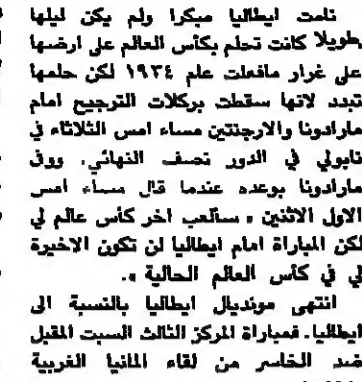 نامت ايطاليا مبكرا ولم يكن ليلها
طويلا كانت تحلم بكأس العالم على ارضها
على غرار مافعلت عام ١٩٣٤ لكن حلمها
تبدد لانها سقطت بركلات الترجيح امام
مارادونا والارجنتين مساء امس الثلاثاء في
نابولي في الدور نصف النهائي. ووفى
مارادونا بوعده عندما قال مساء امس
الاول الاثنين « سألعب اخر كأس عالم لي
لكن المباراة امام ايطاليا لن تكون الاخيرة
لي في كأس العالم الحالية ».
انتهى مونديال ايطاليا بالنسبة الى
ايطاليا. فمباراة المركز الثالث السبت المقبل
ضد الخاسر من لقاء المانيا الغربية